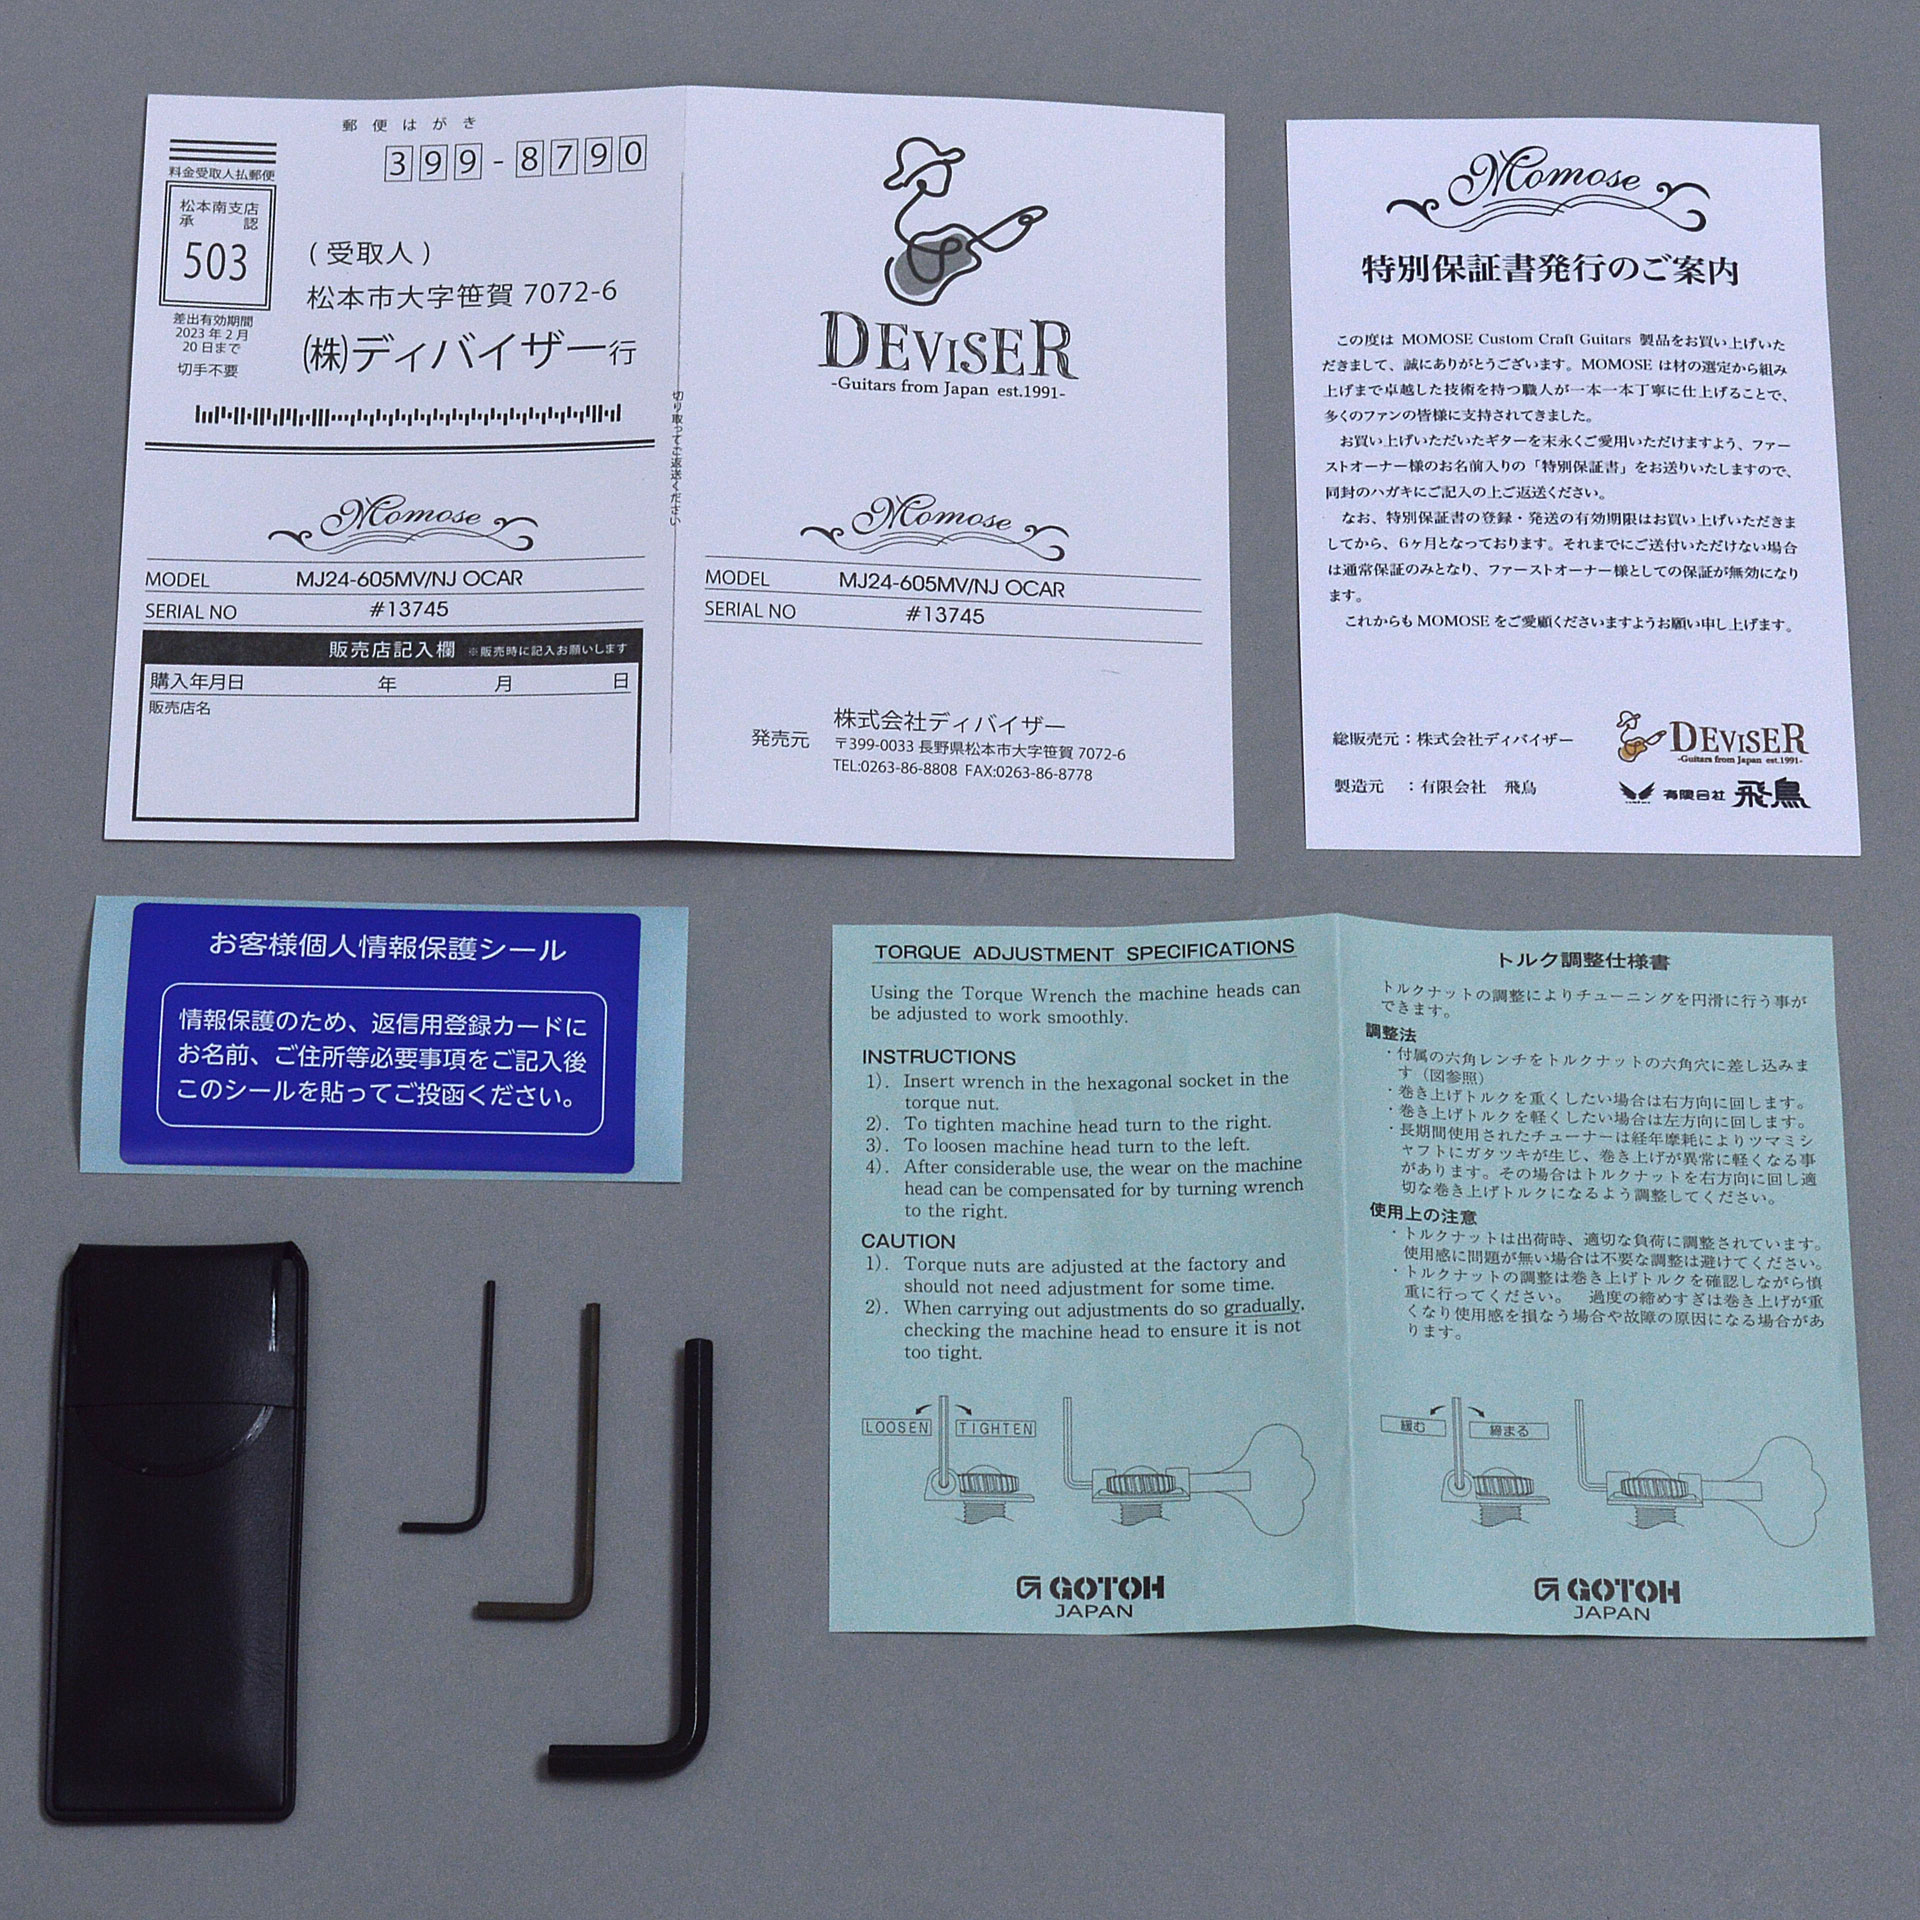 郵便はがき
399-8790
料金受取人払郵便
松本南支店
承認
503
差出有効期間
2023年2月
20日まで
切手不要
(受取人)
松本市大字笹賀 7072-6
(株)ディバイザー行
切り取ってご返送ください
Momose
MODEL MJ24-605MV/NJ OCAR
SERIAL NO #13745
販売店記入欄 ※販売時に記入お願いします
購入年月日 年 月 日
販売店名
DEVISER
-Guitars from Japan est.1991-
Momose
MODEL MJ24-605MV/NJ OCAR
SERIAL NO #13745
発売元
株式会社ディバイザー
〒399-0033 長野県松本市大字笹賀 7072-6
TEL:0263-86-8808 FAX:0263-86-8778
Momose
特別保証書発行のご案内
この度は MOMOSE Custom Craft Guitars 製品をお買い上げいた
だきまして、誠にありがとうございます。MOMOSE は材の選定から組み
上げまで卓越した技術を持つ職人が一本一本丁寧に仕上げることで、
多くのファンの皆様に支持されてきました。
お買い上げいただいたギターを末永くご愛用いただけますよう、ファー
ストオーナー様のお名前入りの「特別保証書」をお送りいたしますので、
同封のハガキにご記入の上ご返送ください。
なお、特別保証書の登録・発送の有効期限はお買い上げいただきま
してから、6ヶ月となっております。それまでにご送付いただけない場合
は通常保証のみとなり、ファーストオーナー様としての保証が無効になり
ます。
これからも MOMOSE をご愛顧くださいますようお願い申し上げます。
総販売元：株式会社ディバイザー
DEVISER
-Guitars from Japan est.1991-
製造元 ：有限会社 飛鳥
有限会社 飛鳥
お客様個人情報保護シール
情報保護のため、返信用登録カードに
お名前、ご住所等必要事項をご記入後
このシールを貼ってご投函ください。
TORQUE ADJUSTMENT SPECIFICATIONS
Using the Torque Wrench the machine heads can
be adjusted to work smoothly.
INSTRUCTIONS
1). Insert wrench in the hexagonal socket in the
torque nut.
2). To tighten machine head turn to the right.
3). To loosen machine head turn to the left.
4). After considerable use, the wear on the machine
head can be compensated for by turning wrench
to the right.
CAUTION
1). Torque nuts are adjusted at the factory and
should not need adjustment for some time.
2). When carrying out adjustments do so gradually,
checking the machine head to ensure it is not
too tight.
LOOSEN TIGHTEN
GOTOH
JAPAN
トルク調整仕様書
トルクナットの調整によりチューニングを円滑に行う事が
できます。
調整法
・付属の六角レンチをトルクナットの六角穴に差し込みま
す（図参照）
・巻き上げトルクを重くしたい場合は右方向に回します。
・巻き上げトルクを軽くしたい場合は左方向に回します。
・長期間使用されたチューナーは経年摩耗によりツマミシ
ャフトにガタツキが生じ、巻き上げが異常に軽くなる事
があります。その場合はトルクナットを右方向に回し適
切な巻き上げトルクになるよう調整してください。
使用上の注意
・トルクナットは出荷時、適切な負荷に調整されています。
使用感に問題が無い場合は不要な調整は避けてください。
・トルクナットの調整は巻き上げトルクを確認しながら慎
重に行ってください。 過度の締めすぎは巻き上げが重
くなり使用感を損なう場合や故障の原因になる場合があ
ります。
緩む 締まる
GOTOH
JAPAN